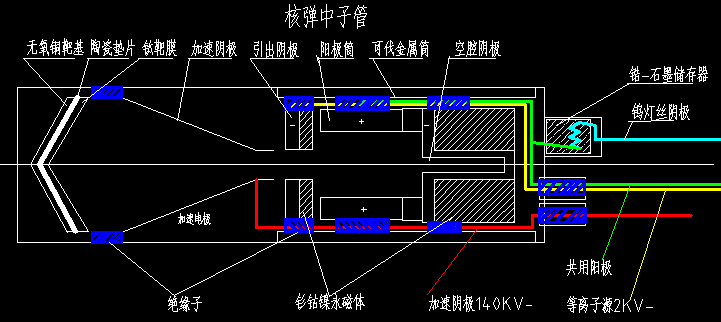 核弹中子管
无氧铜靶基 陶瓷垫片 钛靶膜 加速阴极 引出阴极 阳极筒 可代金属筒 空腔阴极
锆-石墨储存器
钨灯丝阴极
加速电极
共用阳极
绝缘子 钐钴镍永磁体 加速阴极140KV- 等离子源2KV-